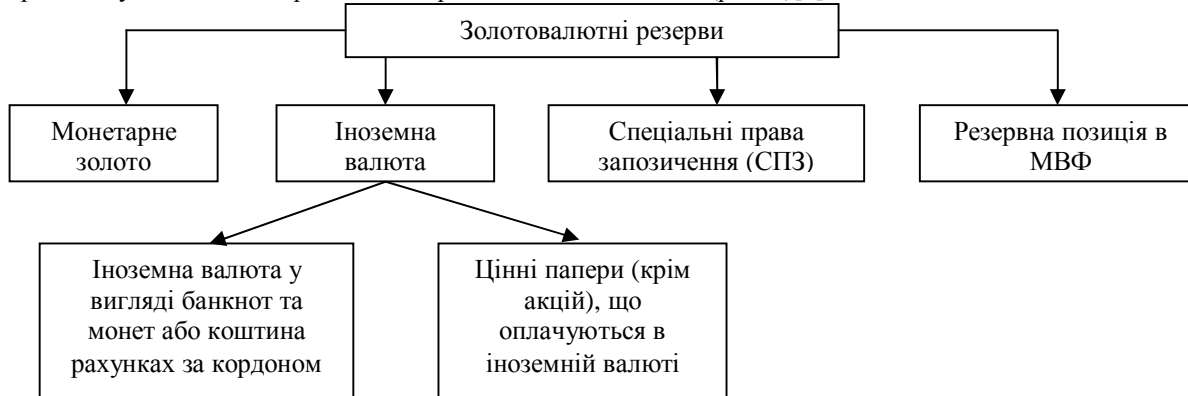 Золотовалютні резерви
Монетарне
золото
Іноземна
валюта
Спеціальні права
запозичення (СПЗ)
Резервна позиція в
МВФ
Іноземна валюта у
вигляді банкнот та
монет або коштина
рахунках за кордоном
Цінні папери (крім
акцій), що
оплачуються в
іноземній валюті